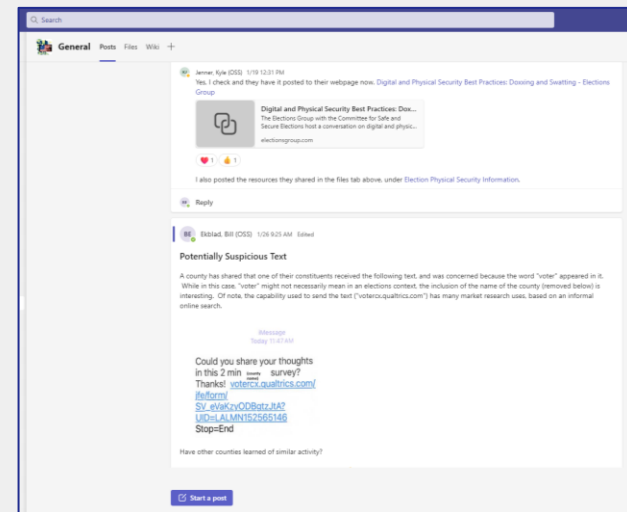 Search
General Posts Files Wiki +
Jenner, Kyle (OSS) 1/19 12:31 PM
Yes, I check and they have it posted to their webpage now. Digital and Physical Security Best Practices: Doxxing and Swatting - Elections
Group
Digital and Physical Security Best Practices: Dox...
The Elections Group with the Committee for Safe and
Secure Elections host a conversation on digital and physic...
electionsgroup.com
1 1
I also posted the resources they shared in the files tab above, under Election Physical Security Information.
Reply
BE Ekblad, Bill (OSS) 1/26 9:25 AM Edited
Potentially Suspicious Text
A county has shared that one of their constituents received the following text, and was concerned because the word "voter" appeared in it.
While in this case, "voter" might not necessarily mean in an elections context, the inclusion of the name of the county (removed below) is
interesting. Of note, the capability used to send the text ("votercx.qualtrics.com") has many market research uses, based on an informal
online search.
iMessage
Today 11:47 AM
Could you share your thoughts
in this 2 min survey?
Thanks! votercx.qualtrics.com/
jfe/form/
SV_eVaKzvODBqtzJtA?
UID=LALMN152565146
Stop=End
Have other counties learned of similar activity?
Start a post